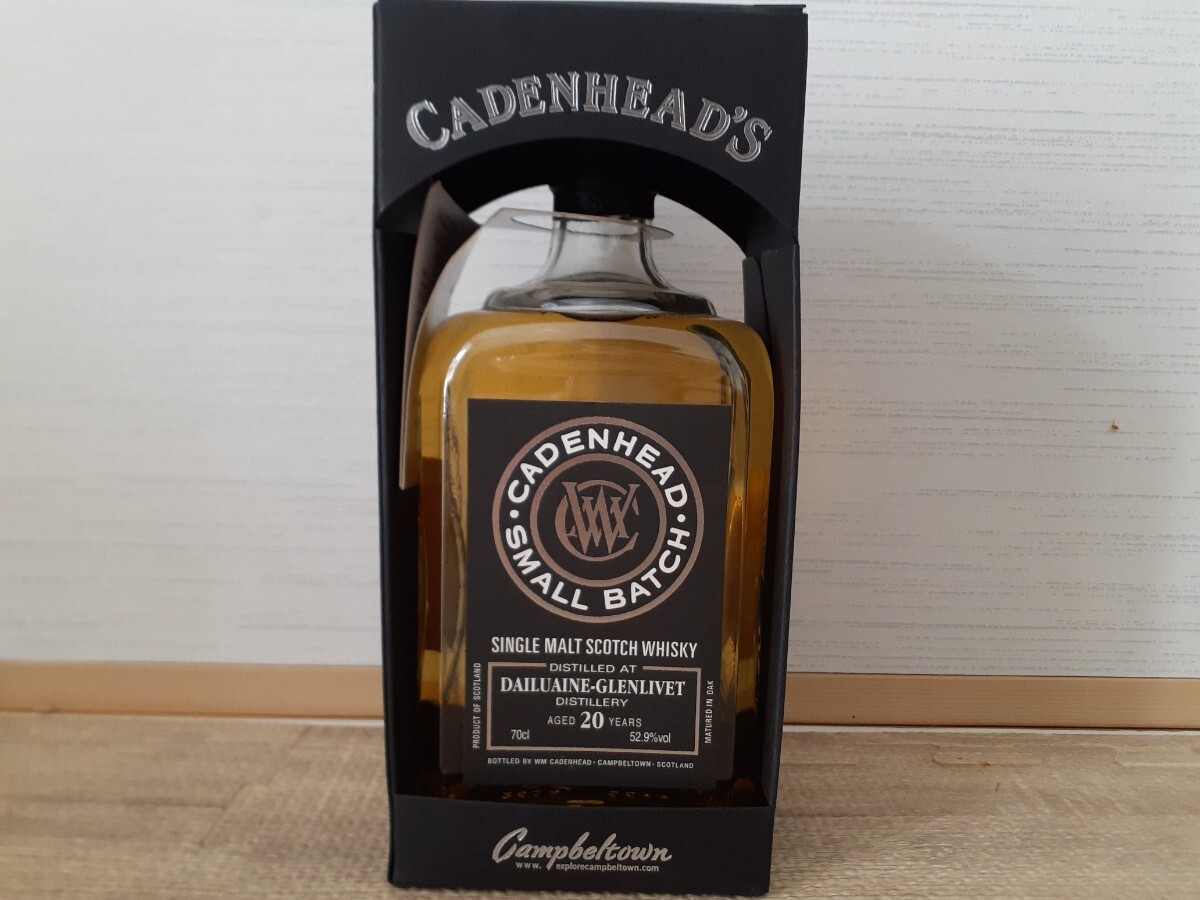 CADENHEAD'S
CADENHEAD
WMC
SMALL BATCH
SINGLE MALT SCOTCH WHISKY
DISTILLED AT
DAILUAINE-GLENLIVET
DISTILLERY
AGED 20 YEARS
70cl 52.9%vol
PRODUCT OF SCOTLAND
MATURED IN OAK
BOTTLED BY WM CADENHEAD · CAMPBELTOWN · SCOTLAND
Campbeltown
www. explorecampbeltown.com